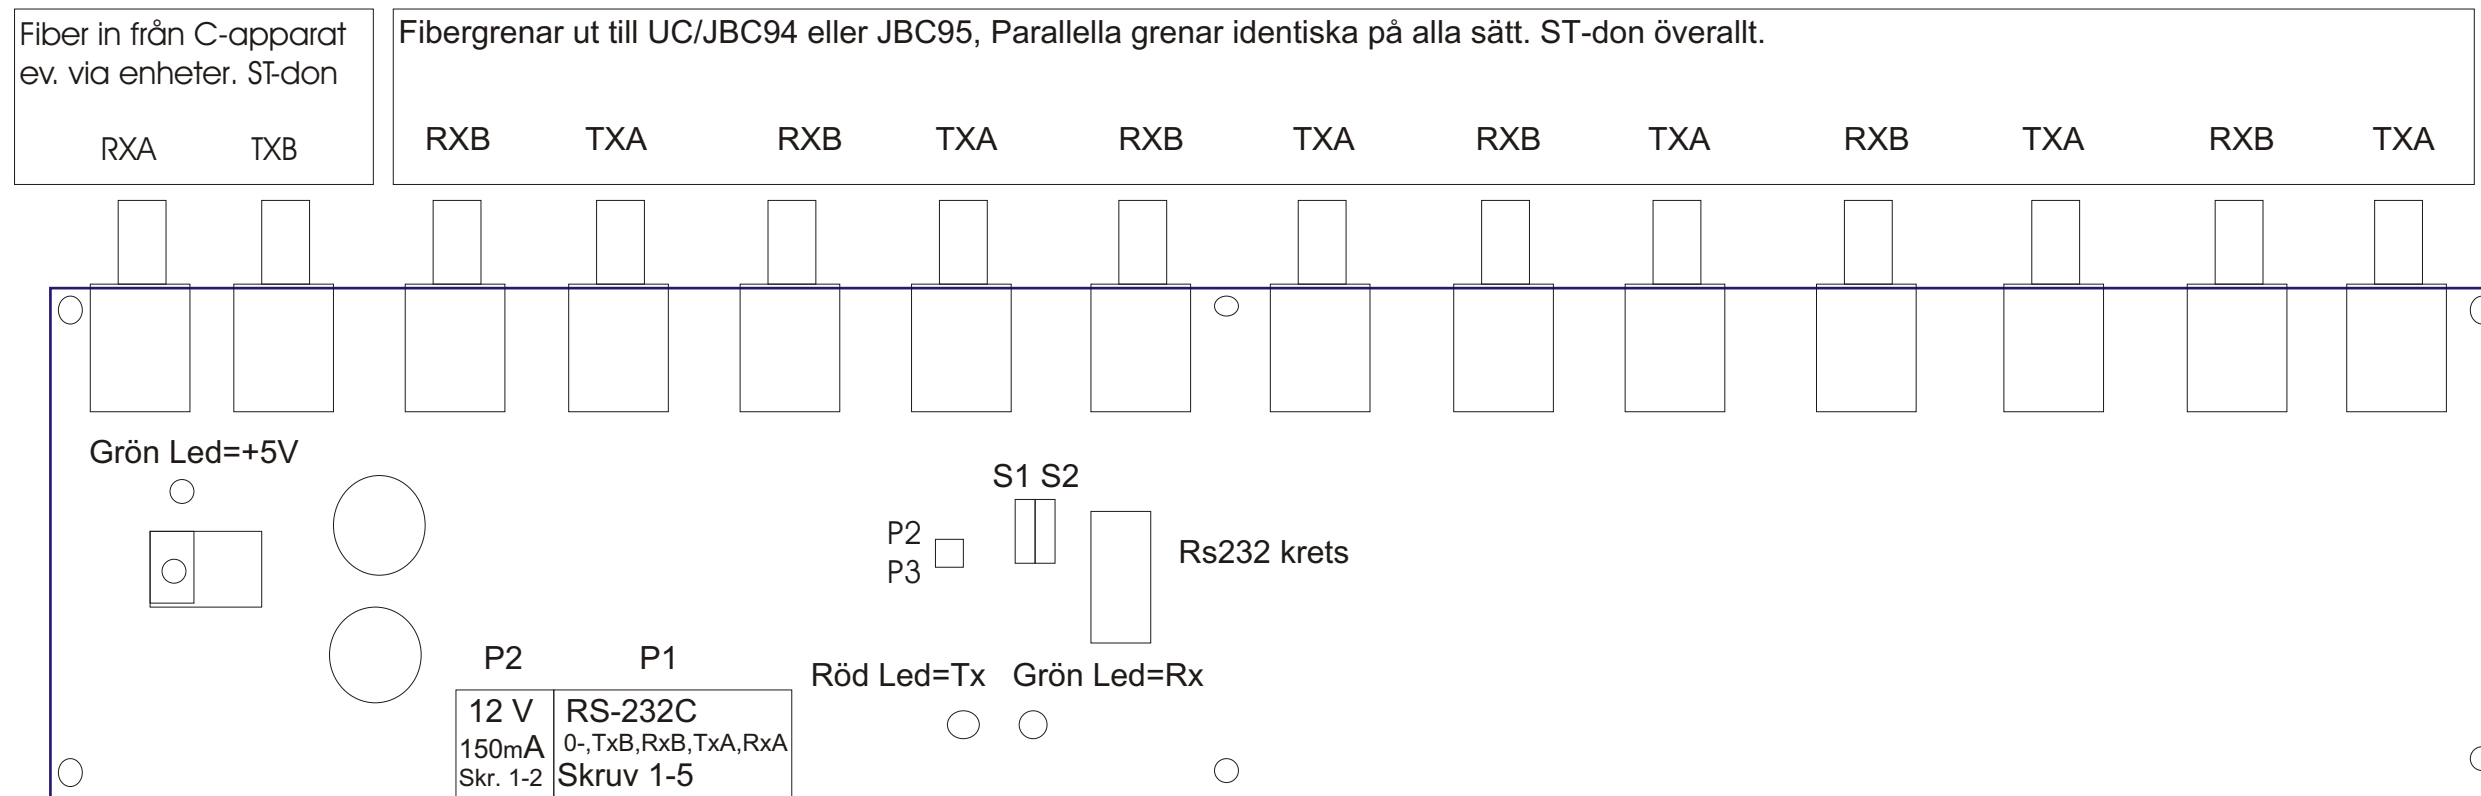 Fiber in från C-apparat
ev. via enheter. ST-don
RXA TXB
Fibergrenar ut till UC/JBC94 eller JBC95, Parallella grenar identiska på alla sätt. ST-don överallt.
RXB TXA RXB TXA RXB TXA RXB TXA RXB TXA RXB TXA
Grön Led=+5V
S1 S2
P2
P3
Rs232 krets
Röd Led=Tx Grön Led=Rx
P2 P1
12 V
150mA
Skr. 1-2
RS-232C
0-,TxB,RxB,TxA,RxA
Skruv 1-5